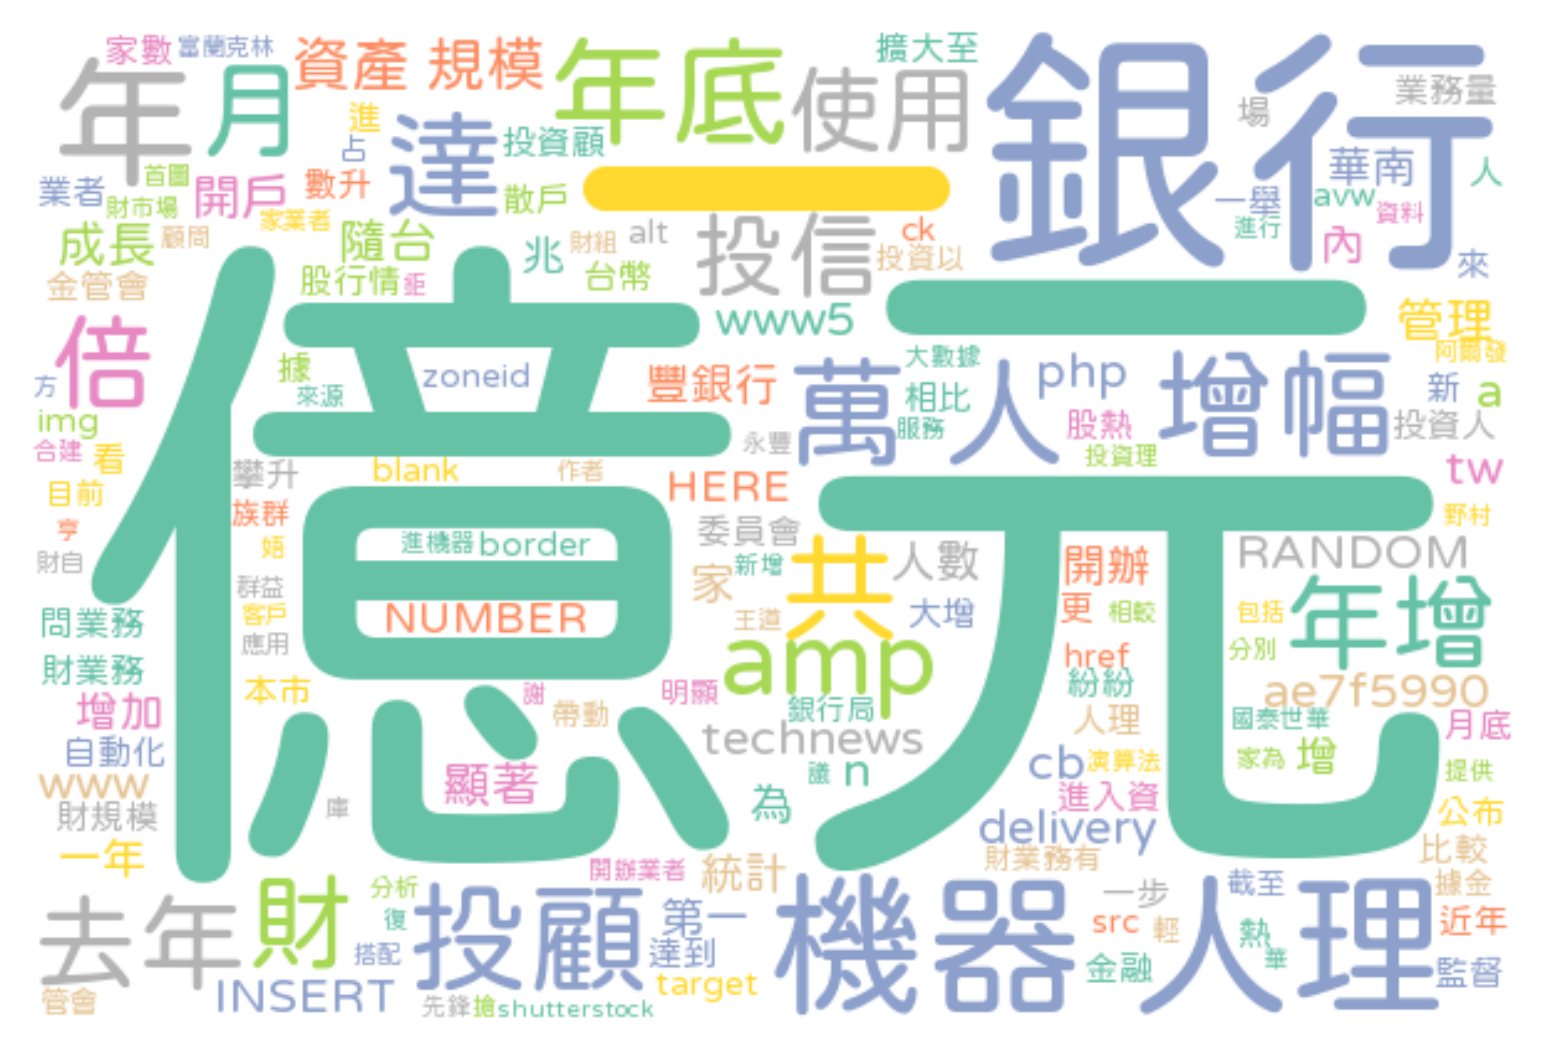 家數 富蘭克林 資產 規模 年底 使用 擴大至 銀行 業務量
年 月 進 占 達 投資顧 場 華南 人
業者 首圖 財市場 開戶 數升 散戶 一 一舉 avw 資料
家業者 成長 顧問 隨台 兆 財組 alt 投信 ck 投資以 進行 內 來
金管會 股行情 鉅 台幣 www5 管理
倍 據 來源 zoneid 豐銀行 萬人 大數據 相比 php 增幅 阿爾發 新 a
方 img 合建 看 服務 股熱 投資人
億元
攀升 blank 作者 永豐 投資理 tw
目前 族群 HERE 野村
亨 財自 婄 進機器 border 委員會 新增 共 人數 開辦 RANDOM
群益 客戶 應用 NUMBER 家 王道 大增 更 相較 包括 年增
問業務 分別
財業務 本市 謝 明顯 amp href 紛紛 ae7f5990
增加 帶動 銀行局 人理 國泰世華 月底
自動化 顯著 technews cb 演算法 家為 增 提供
www 議 n 進入資
財規模 庫 為 delivery 公布
一年 開辦業者 統計 財業務有 比較
去年 財 分析 投顧 第一 機器人理 一步 截至 據金
復 搭配 達到 src 輕 熱 華 近年
管會 INSERT 先鋒 搶 shutterstock target 金融 監督